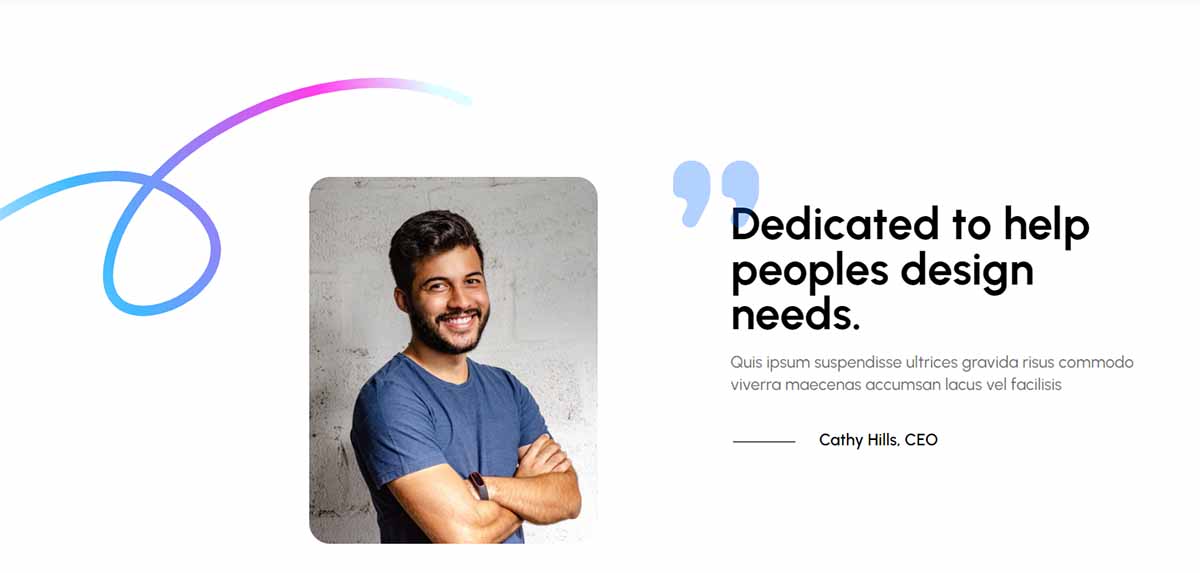 Dedicated to help
peoples design
needs.
Quis ipsum suspendisse ultrices gravida risus commodo
viverra maecenas accumsan lacus vel facilisis
Cathy Hills, CEO